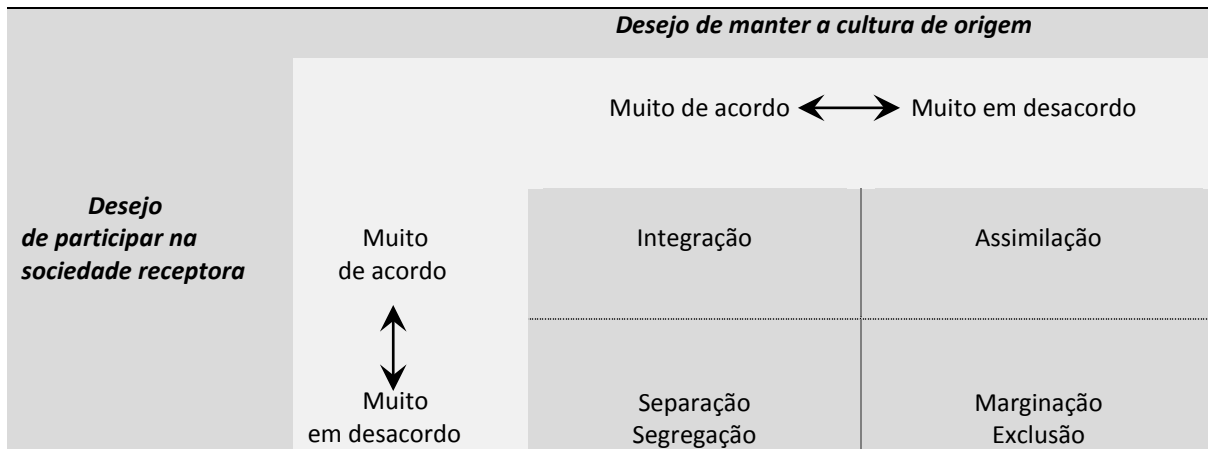 Desejo de manter a cultura de origem
Muito de acordo Muito em desacordo
Desejo
de participar na
sociedade receptora
Muito
de acordo
Integração
Assimilação
Muito
em desacordo
Separação
Segregação
Marginação
Exclusão